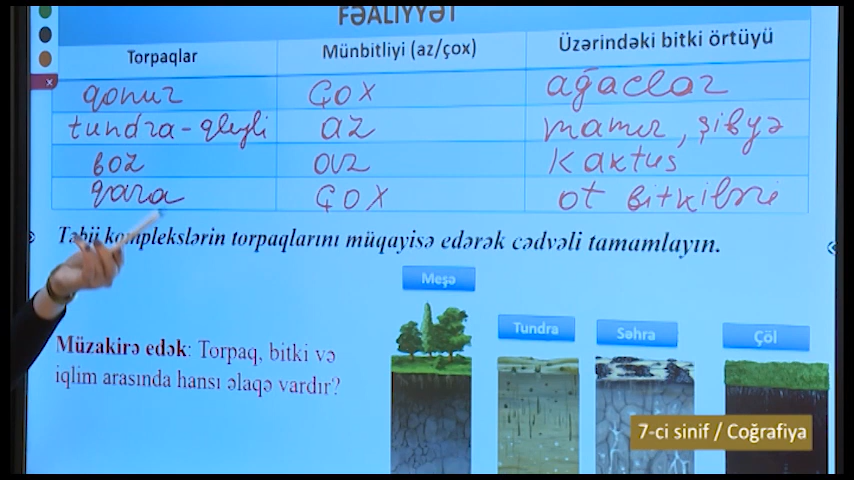 FƏALİYYƏT
Torpaqlar Münbitliyi (az/çox) Üzərindəki bitki örtüyü
qonur çox ağaclar
tundra-qleyli az mamır, şibyə
boz az kaktus
qara çox ot bitkiləri
Təbii komplekslərin torpaqlarını müqayisə edərək cədvəli tamamlayın.
Meşə
Tundra Səhra Çöl
Müzakirə edək: Torpaq, bitki və
iqlim arasında hansı əlaqə vardır?
7-ci sinif / Coğrafiya